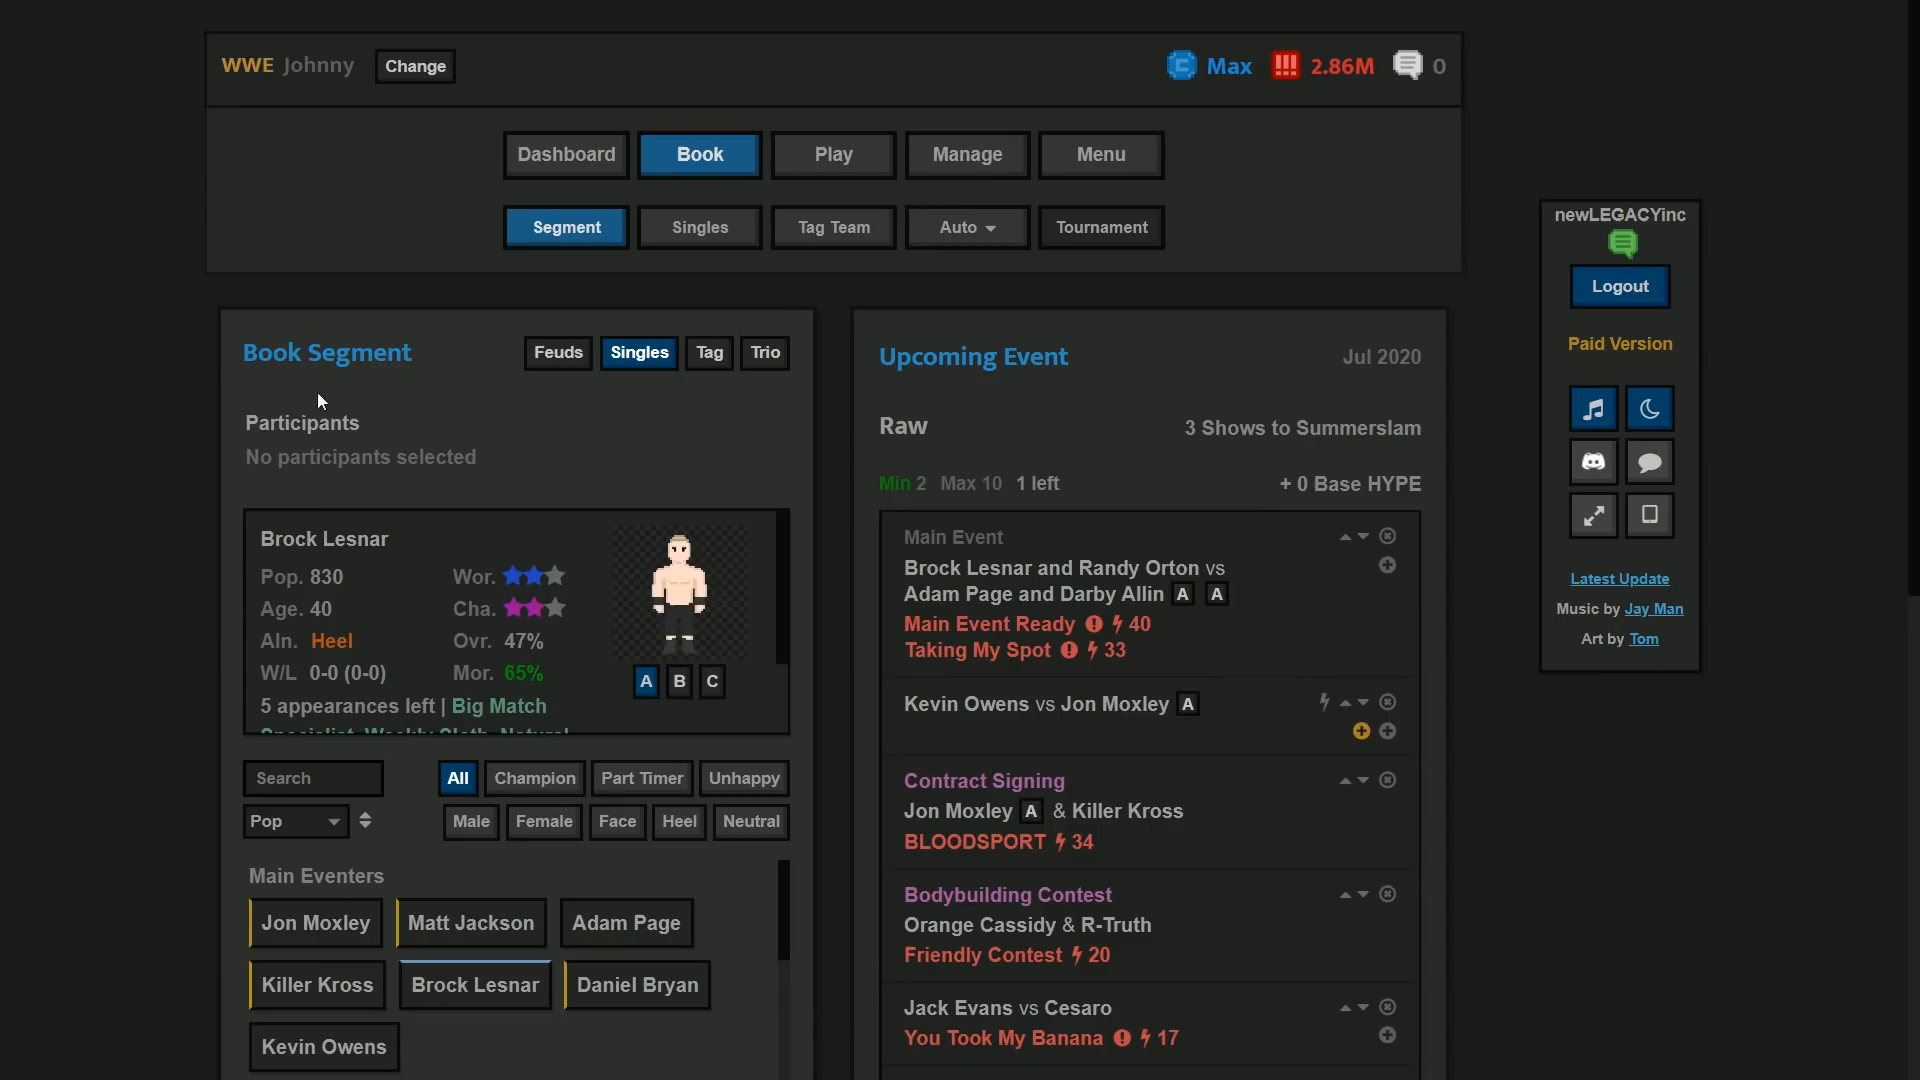 WWE Johnny Change
Max 2.86M 0
Dashboard Book Play Manage Menu
Segment Singles Tag Team Auto Tournament
newLEGACYinc
Logout
Paid Version
Latest Update
Music by Jay Man
Art by Tom
Book Segment Feuds Singles Tag Trio
Participants
No participants selected
Brock Lesnar
Pop. 830 Wor.
Age. 40 Cha.
Aln. Heel Ovr. 47%
W/L 0-0 (0-0) Mor. 65%
A B C
5 appearances left | Big Match
Specialist, Weekly Sloth, Natural
Search All Champion Part Timer Unhappy
Pop Male Female Face Heel Neutral
Main Eventers
Jon Moxley Matt Jackson Adam Page
Killer Kross Brock Lesnar Daniel Bryan
Kevin Owens
Upcoming Event Jul 2020
Raw 3 Shows to Summerslam
Min 2 Max 10 1 left + 0 Base HYPE
Main Event
Brock Lesnar and Randy Orton vs
Adam Page and Darby Allin A A
Main Event Ready 40
Taking My Spot 33
Kevin Owens vs Jon Moxley A
Contract Signing
Jon Moxley A & Killer Kross
BLOODSPORT 34
Bodybuilding Contest
Orange Cassidy & R-Truth
Friendly Contest 20
Jack Evans vs Cesaro
You Took My Banana 17